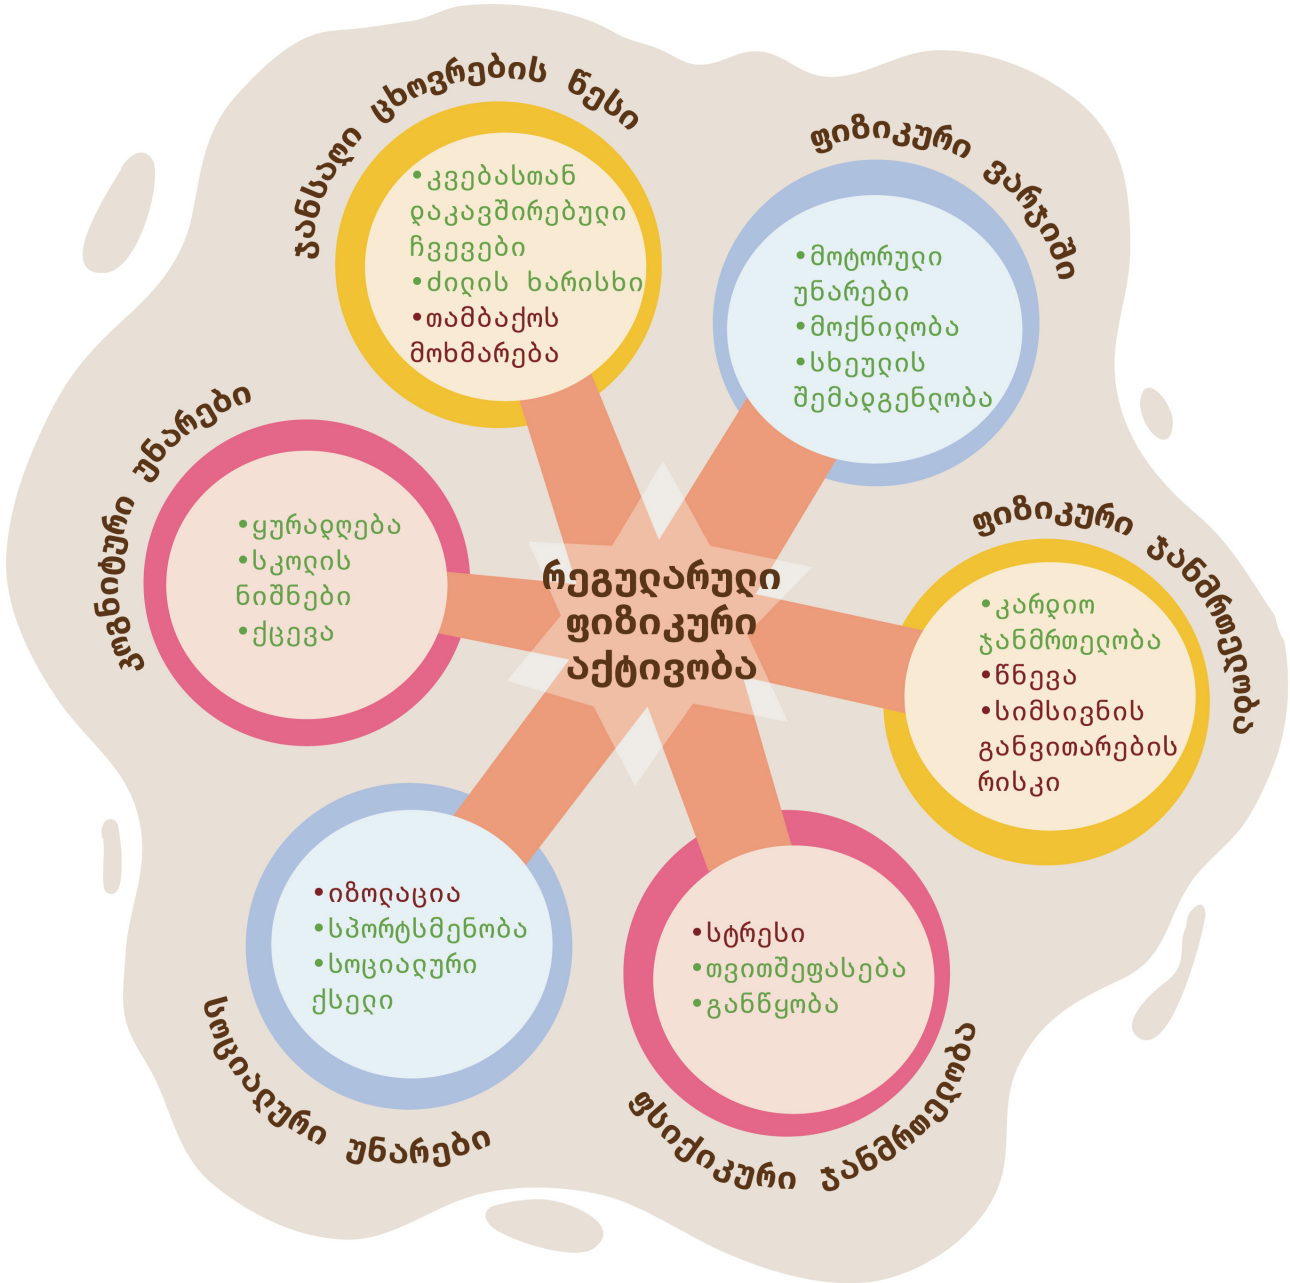 ჯანსაღი ცხოვრების წესი
•კვებასთან
დაკავშირებული
ჩვევები
•ძილის ხარისხი
•თამბაქოს
მოხმარება
ფიზიკური ვარჯიში
•მოტორული
უნარები
•მოქნილობა
•სხეულის
შემადგენლობა
კოგნიტური უნარები
•ყურადღება
•სკოლის
ნიშნები
•ქცევა
რეგულარული
ფიზიკური
აქტივობა
ფიზიკური ჯანმრთელობა
•კარდიო
ჯანმრთელობა
•წნევა
•სიმსივნის
განვითარების
რისკი
•იზოლაცია
•სპორტსმენობა
•სოციალური
ქსელი
სოციალური უნარები
•სტრესი
•თვითშეფასება
•განწყობა
ფსიქიკური ჯანმრთელობა